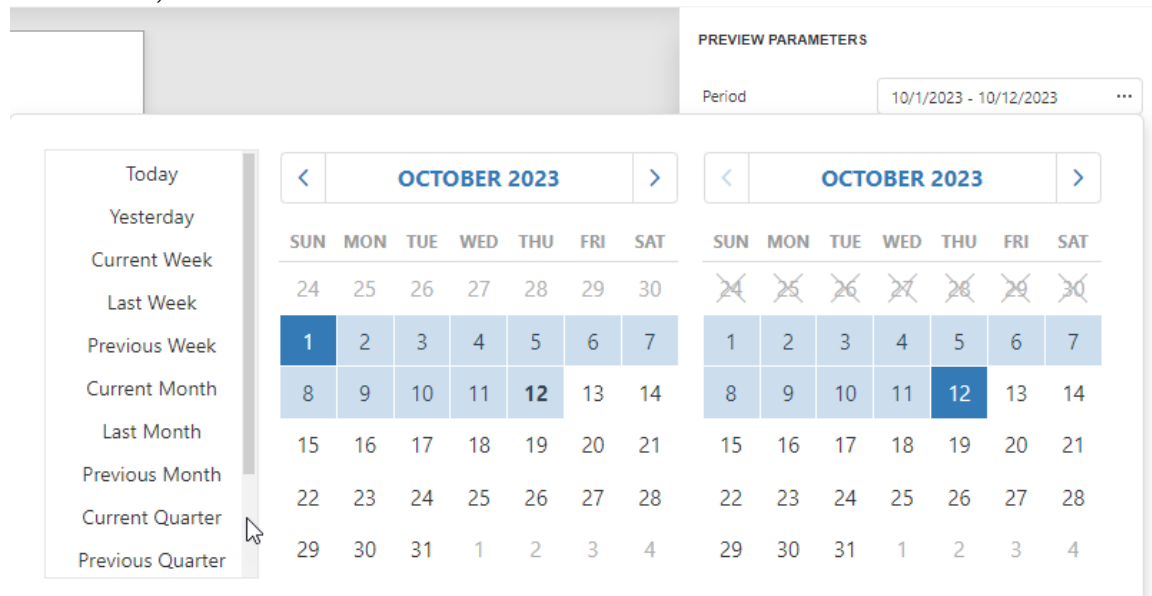 PREVIEW PARAMETERS
Period 10/1/2023 - 10/12/2023 ...
Today
Yesterday
Current Week
Last Week
Previous Week
Current Month
Last Month
Previous Month
Current Quarter
Previous Quarter
OCTOBER 2023
SUN MON TUE WED THU FRI SAT
24 25 26 27 28 29 30
1 2 3 4 5 6 7
8 9 10 11 12 13 14
15 16 17 18 19 20 21
22 23 24 25 26 27 28
29 30 31 1 2 3 4
OCTOBER 2023
SUN MON TUE WED THU FRI SAT
24 25 26 27 28 29 30
1 2 3 4 5 6 7
8 9 10 11 12 13 14
15 16 17 18 19 20 21
22 23 24 25 26 27 28
29 30 31 1 2 3 4